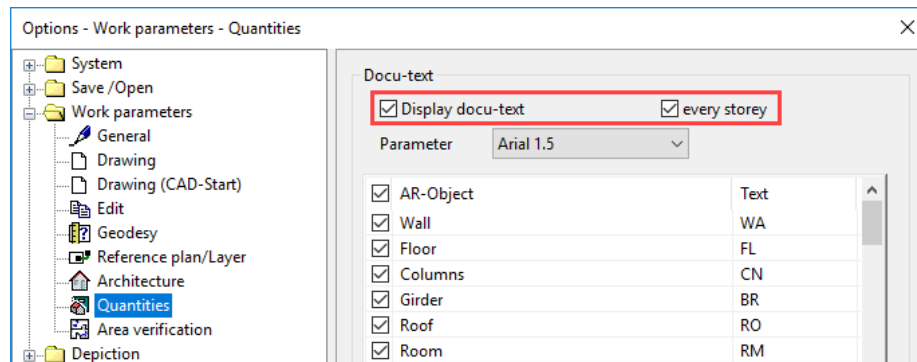 Options - Work parameters - Quantities
System
Save /Open
Work parameters
General
Drawing
Drawing (CAD-Start)
Edit
Geodesy
Reference plan/Layer
Architecture
Quantities
Area verification
Depiction
Docu-text
Display docu-text every storey
Parameter Arial 1.5
AR-Object Text
Wall WA
Floor FL
Columns CN
Girder BR
Roof RO
Room RM